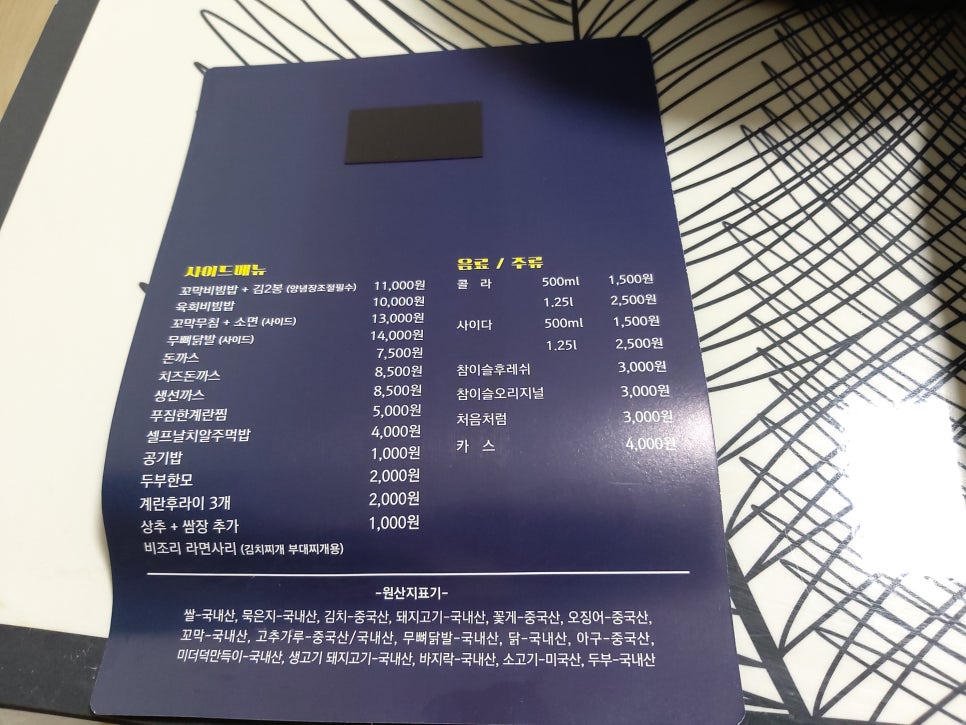 사이드메뉴
꼬막비빔밥 + 김2봉 (양념장조절필수) 11,000원
육회비빔밥 10,000원
꼬막무침 + 소면 (사이드) 13,000원
무뼈닭발 (사이드) 14,000원
돈까스 7,500원
치즈돈까스 8,500원
생선까스 8,500원
푸짐한계란찜 5,000원
셀프날치알주먹밥 4,000원
공기밥 1,000원
두부한모 2,000원
계란후라이 3개 2,000원
상추 + 쌈장 추가 1,000원
비조리 라면사리 (김치찌개 부대찌개용)
음료 / 주류
콜 라 500ml 1,500원
1.25l 2,500원
사이다 500ml 1,500원
1.25l 2,500원
참이슬후레쉬 3,000원
참이슬오리지널 3,000원
처음처럼 3,000원
카 스 4,000원
-원산지표기-
쌀-국내산, 묵은지-국내산, 김치-중국산, 돼지고기-국내산, 꽃게-중국산, 오징어-중국산,
꼬막-국내산, 고추가루-중국산/국내산, 무뼈닭발-국내산, 닭-국내산, 아구-중국산,
미더덕만득이-국내산, 생고기 돼지고기-국내산, 바지락-국내산, 소고기-미국산, 두부-국내산